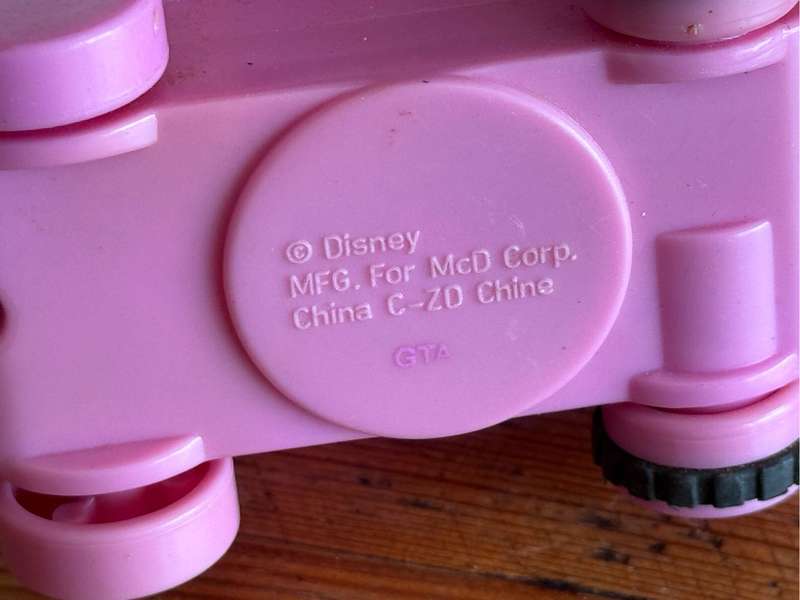 © Disney
MFG. For McD Corp.
China C-ZD Chine
GTA